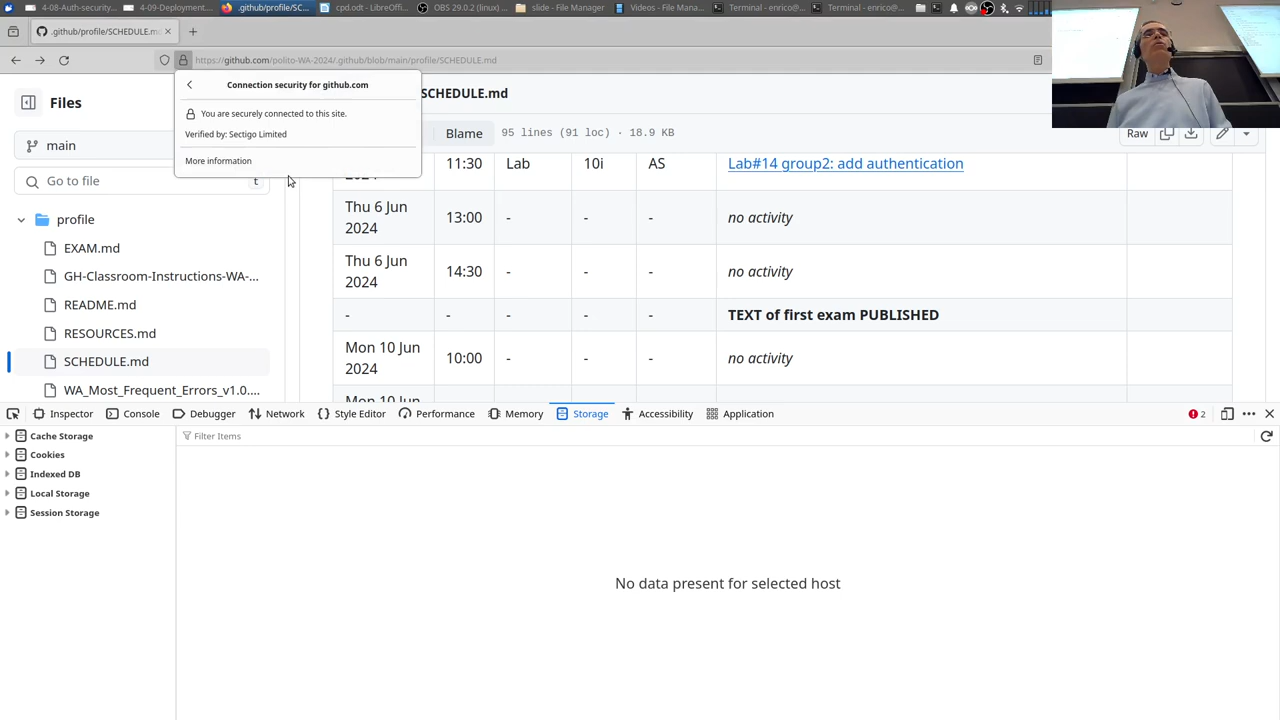 4-08-Auth-security...
4-09-Deployment....
.github/profile/SC...
cpd.odt - LibreOffi...
OBS 29.0.2 (linux) ...
slide - File Manager
Videos - File Ma...
Terminal - enrico@...
Terminal - enrico@...
.github/profile/SCHEDULE.md
https://github.com/polito-WA-2024/.github/blob/main/profile/SCHEDULE.md
Connection security for github.com
You are securely connected to this site.
Verified by: Sectigo Limited
More information
Files
main
Go to file
t
profile
EXAM.md
GH-Classroom-Instructions-WA-...
README.md
RESOURCES.md
SCHEDULE.md
WA_Most_Frequent_Errors_v1.0....
SCHEDULE.md
Blame
95 lines (91 loc) · 18.9 KB
Raw
11:30 Lab 10i AS Lab#14 group2: add authentication
Thu 6 Jun 2024 13:00 - - - no activity
Thu 6 Jun 2024 14:30 - - - no activity
- - - - - TEXT of first exam PUBLISHED
Mon 10 Jun 2024 10:00 - - - no activity
Mon 10 Jun
Inspector
Console
Debugger
Network
Style Editor
Performance
Memory
Storage
Accessibility
Application
2
Cache Storage
Cookies
Indexed DB
Local Storage
Session Storage
Filter Items
No data present for selected host